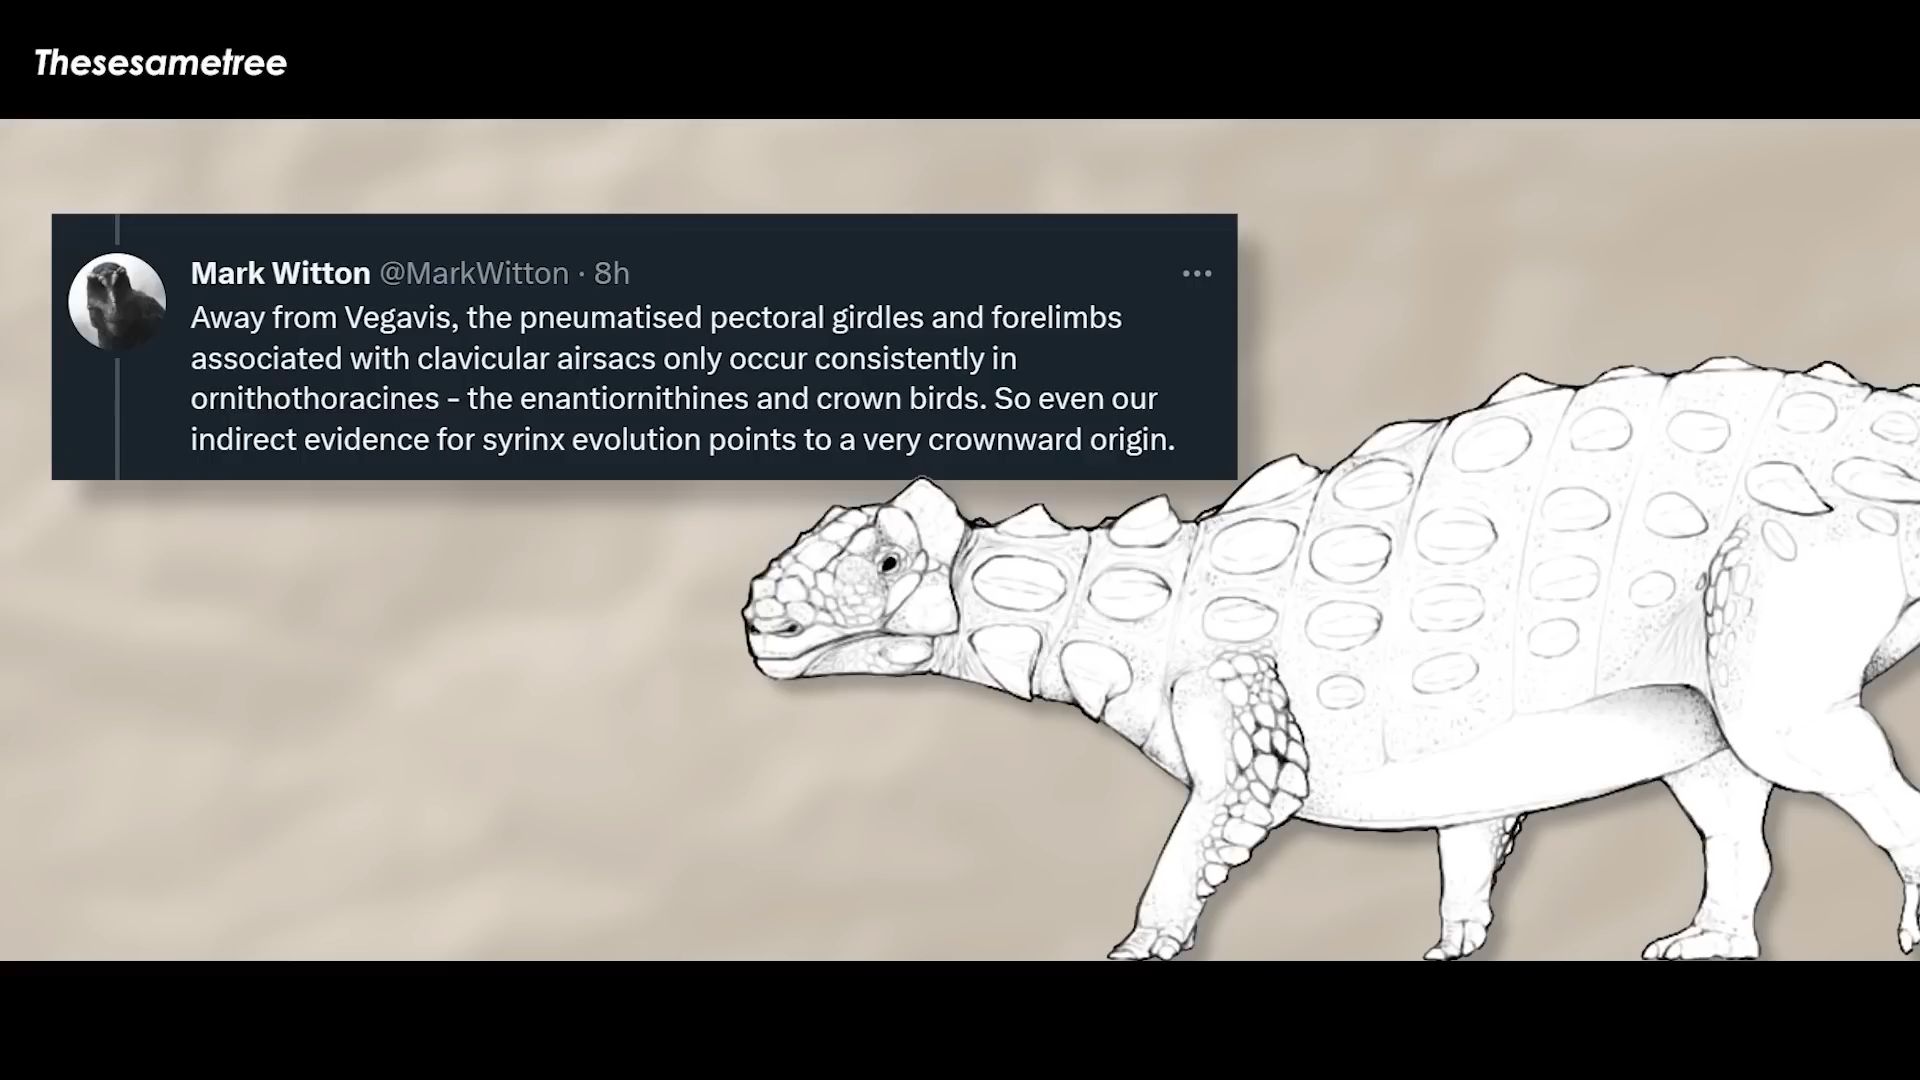 Thesesametree
Mark Witton @MarkWitton · 8h
Away from Vegavis, the pneumatised pectoral girdles and forelimbs
associated with clavicular airsacs only occur consistently in
ornithothoracines - the enantiornithines and crown birds. So even our
indirect evidence for syrinx evolution points to a very crownward origin.